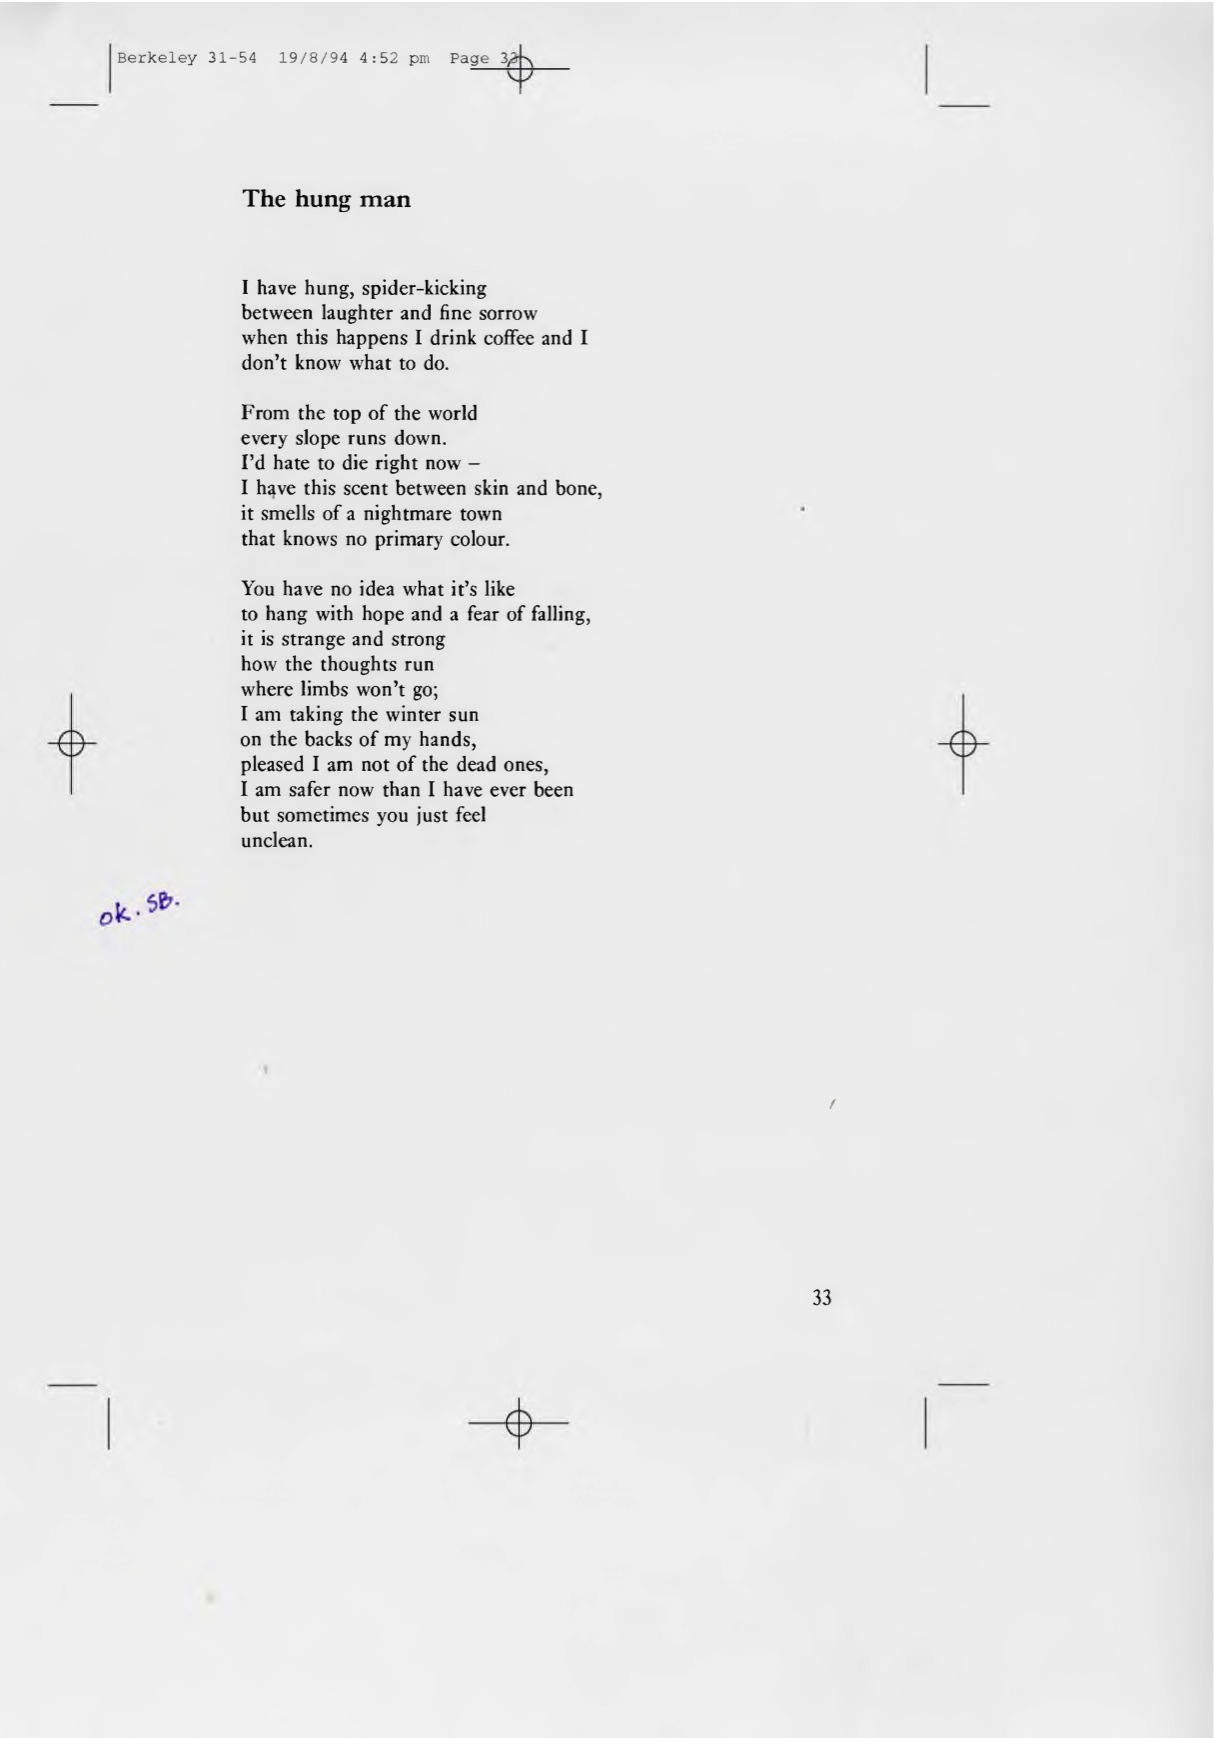 Berkeley 31-54 19/8/94 4:52 pm Page 33
The hung man
I have hung, spider-kicking
between laughter and fine sorrow
when this happens I drink coffee and I
don't know what to do.
From the top of the world
every slope runs down.
I'd hate to die right now –
I have this scent between skin and bone,
it smells of a nightmare town
that knows no primary colour.
You have no idea what it's like
to hang with hope and a fear of falling,
it is strange and strong
how the thoughts run
where limbs won't go;
I am taking the winter sun
on the backs of my hands,
pleased I am not of the dead ones,
I am safer now than I have ever been
but sometimes you just feel
unclean.
ok. SB.
33